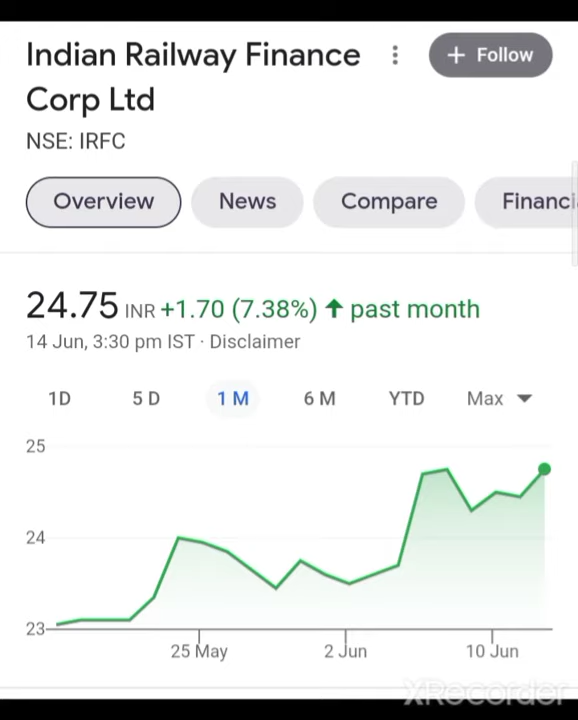 Indian Railway Finance
Corp Ltd
+ Follow
NSE: IRFC
Overview News Compare Financi
24.75 INR +1.70 (7.38%) ↑ past month
14 Jun, 3:30 pm IST · Disclaimer
1D 5 D 1 M 6 M YTD Max
25
24
23
25 May 2 Jun 10 Jun
XRecorder